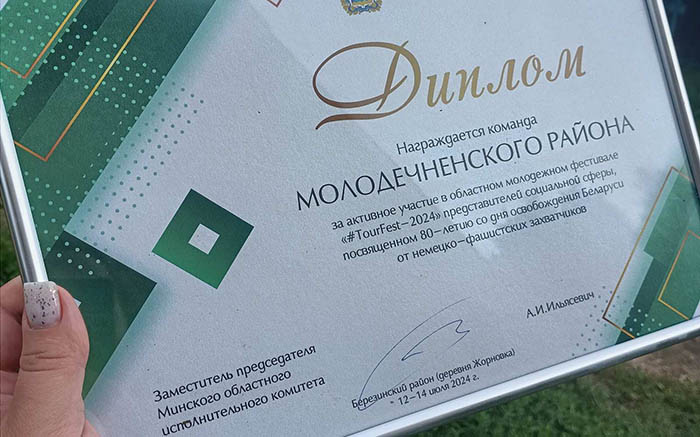 Диплом
Награждается команда
МОЛОДЕЧНЕНСКОГО РАЙОНА
за активное участие в областном молодежном фестивале
«#TourFest–2024» представителей социальной сферы,
посвященном 80–летию со дня освобождения Беларуси
от немецко–фашистских захватчиков
Заместитель председателя
Минского областного
исполнительного комитета
А.И.Ильясевич
Березинский район (деревня Жорновка)
12–14 июля 2024 г.